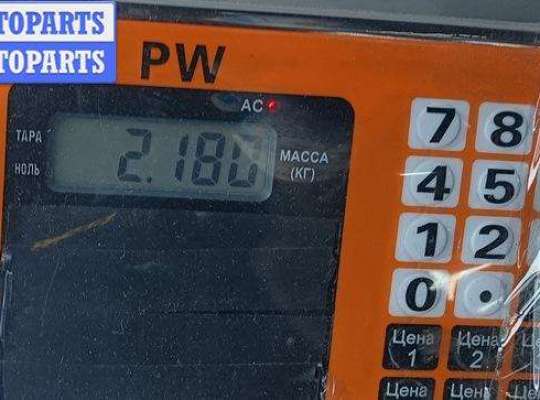 TOPARTS
TOPARTS
PW
AC
ТАРА
НОЛЬ
2.180
МАССА
(КГ)
7 8
4 5
1 2
0 .
Цена 1
Цена 2
Цена
Цена